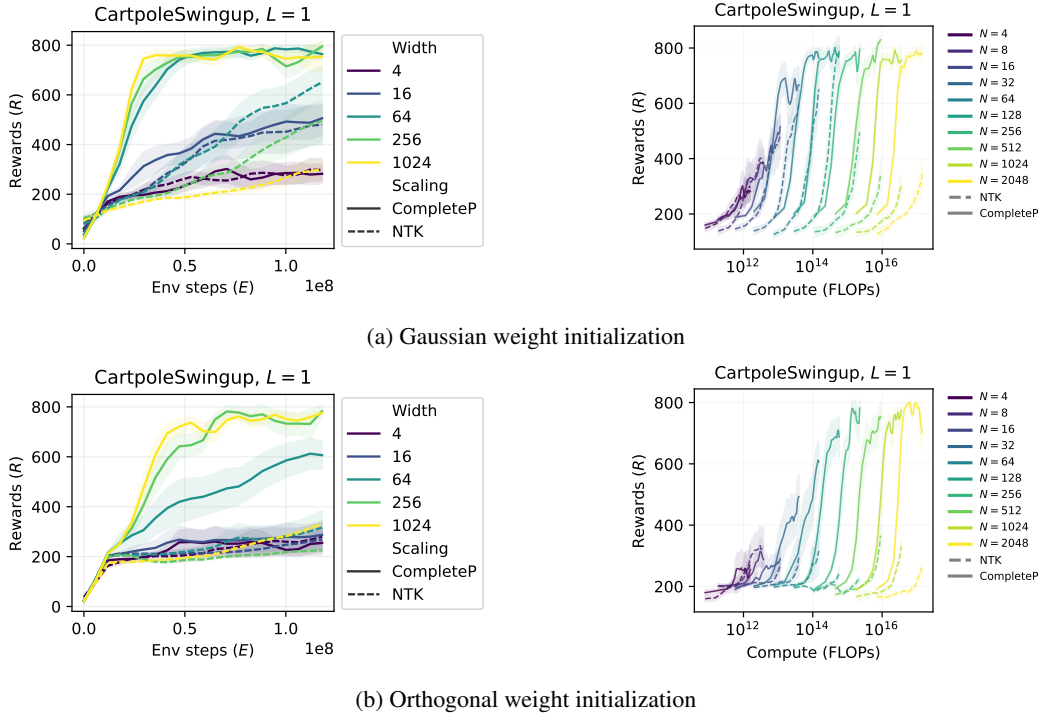 CartpoleSwingup, L = 1
800
600
400
200
0
Rewards (R)
0.0
0.5
1.0
1e8
Env steps (E)
Width
4
16
64
256
1024
Scaling
CompleteP
NTK
CartpoleSwingup, L = 1
800
600
400
200
Rewards (R)
10^12
10^14
10^16
Compute (FLOPs)
N = 4
N = 8
N = 16
N = 32
N = 64
N = 128
N = 256
N = 512
N = 1024
N = 2048
NTK
CompleteP
(a) Gaussian weight initialization
CartpoleSwingup, L = 1
800
600
400
200
0
Rewards (R)
0.0
0.5
1.0
1e8
Env steps (E)
Width
4
16
64
256
1024
Scaling
CompleteP
NTK
CartpoleSwingup, L = 1
800
600
400
200
Rewards (R)
10^12
10^14
10^16
Compute (FLOPs)
N = 4
N = 8
N = 16
N = 32
N = 64
N = 128
N = 256
N = 512
N = 1024
N = 2048
NTK
CompleteP
(b) Orthogonal weight initialization